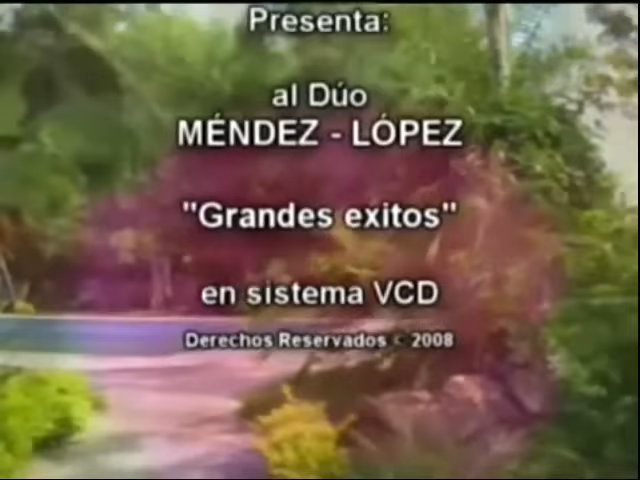 Presenta:
al Dúo
MÉNDEZ - LÓPEZ
"Grandes exitos"
en sistema VCD
Derechos Reservados © 2008